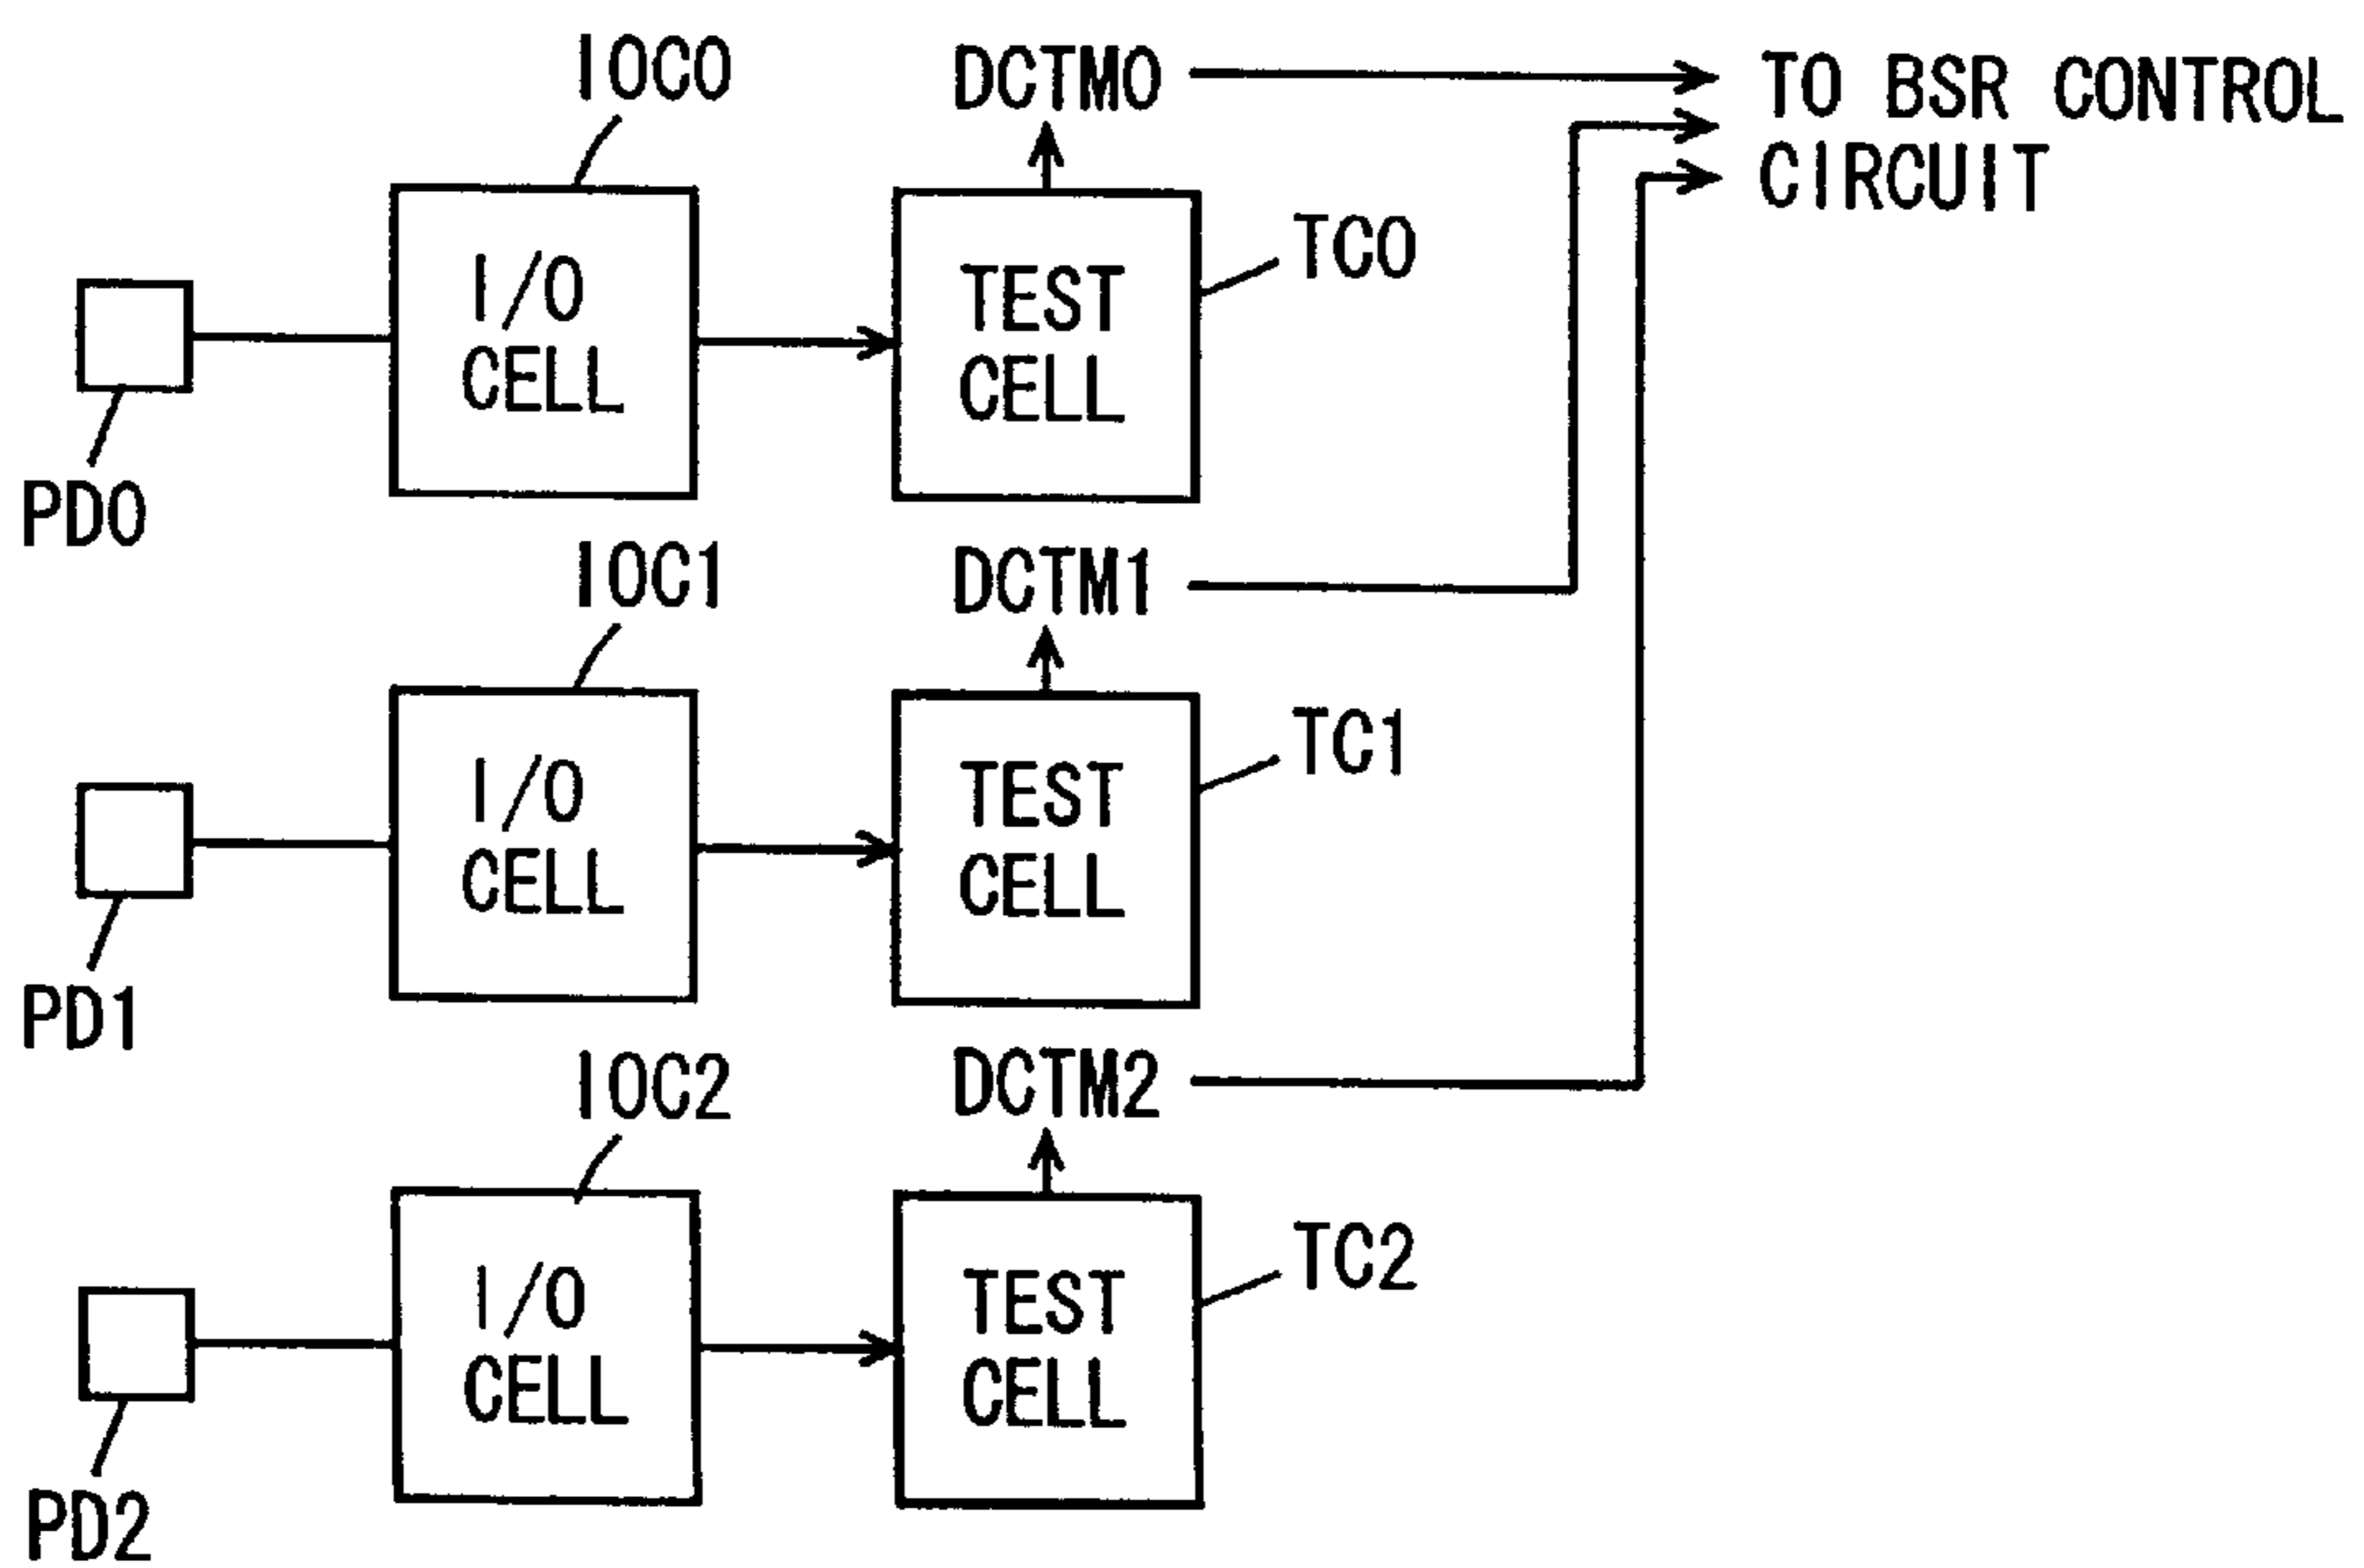 IOC0
DCTM0
TO BSR CONTROL
CIRCUIT
I/O
CELL
TEST
CELL
TC0
PD0
IOC1
DCTM1
I/O
CELL
TEST
CELL
TC1
PD1
IOC2
DCTM2
I/O
CELL
TEST
CELL
TC2
PD2